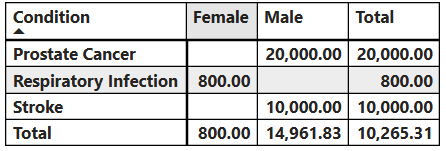 Condition Female Male Total
Prostate Cancer 20,000.00 20,000.00
Respiratory Infection 800.00 800.00
Stroke 10,000.00 10,000.00
Total 800.00 14,961.83 10,265.31